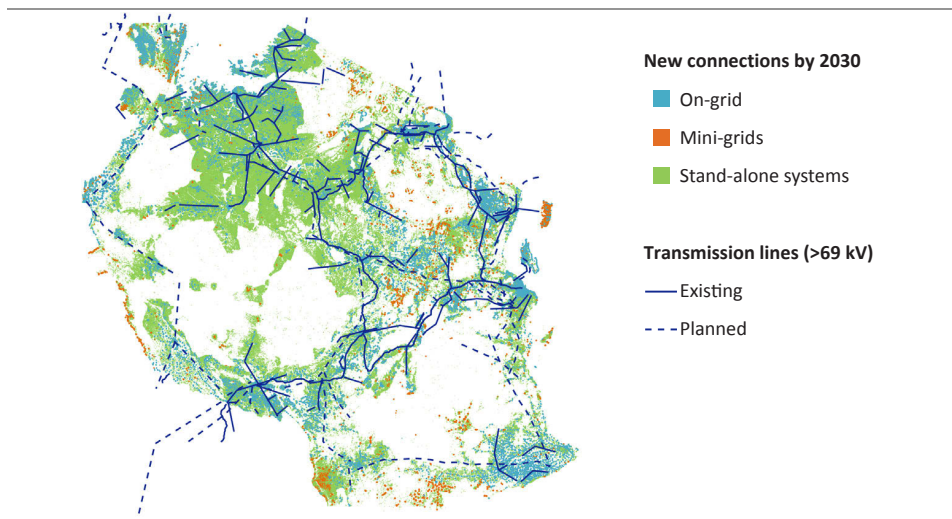 New connections by 2030
On-grid
Mini-grids
Stand-alone systems
Transmission lines (>69 kV)
Existing
Planned